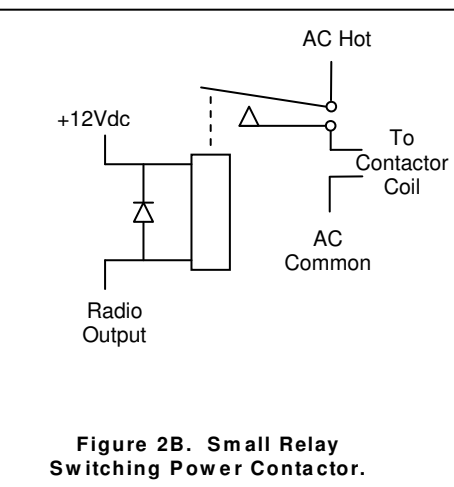 AC Hot
+12Vdc
To
Contactor
Coil
AC
Common
Radio
Output
Figure 2B. Small Relay
Switching Power Contactor.